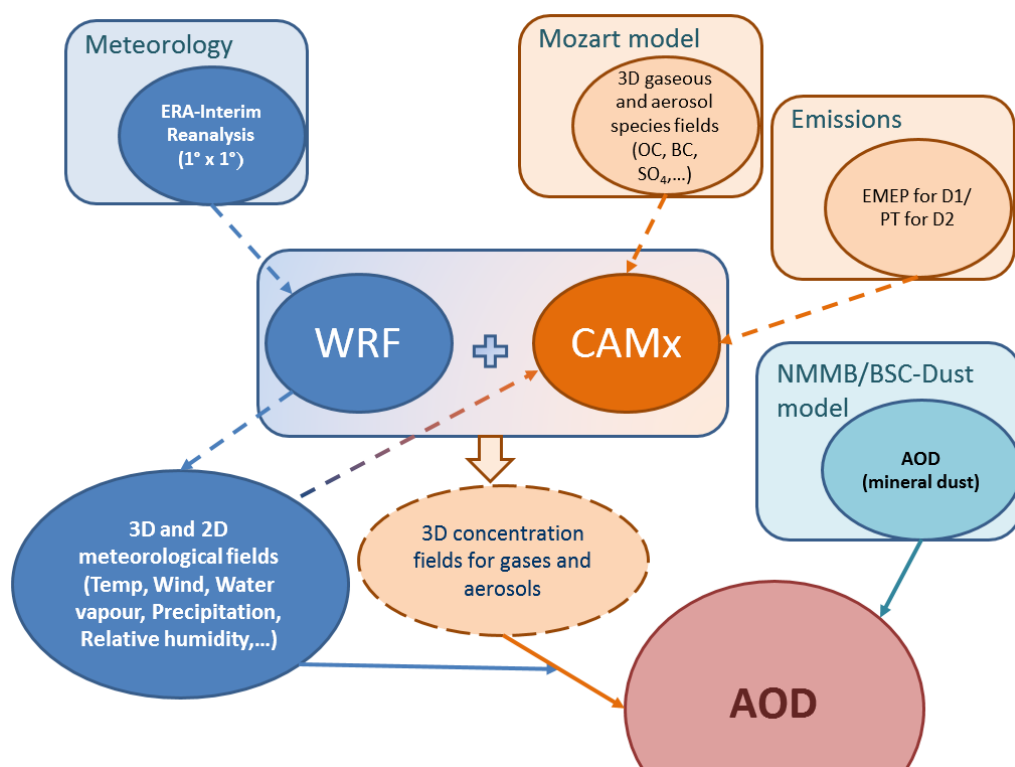 Meteorology
ERA-Interim
Reanalysis
(1° x 1°)
Mozart model
3D gaseous
and aerosol
species fields
(OC, BC,
SO₄,...)
Emissions
EMEP for D1/
PT for D2
WRF
CAMx
NMMB/BSC-Dust
model
AOD
(mineral dust)
3D and 2D
meteorological fields
(Temp, Wind, Water
vapour, Precipitation,
Relative humidity,...)
3D concentration
fields for gases and
aerosols
AOD